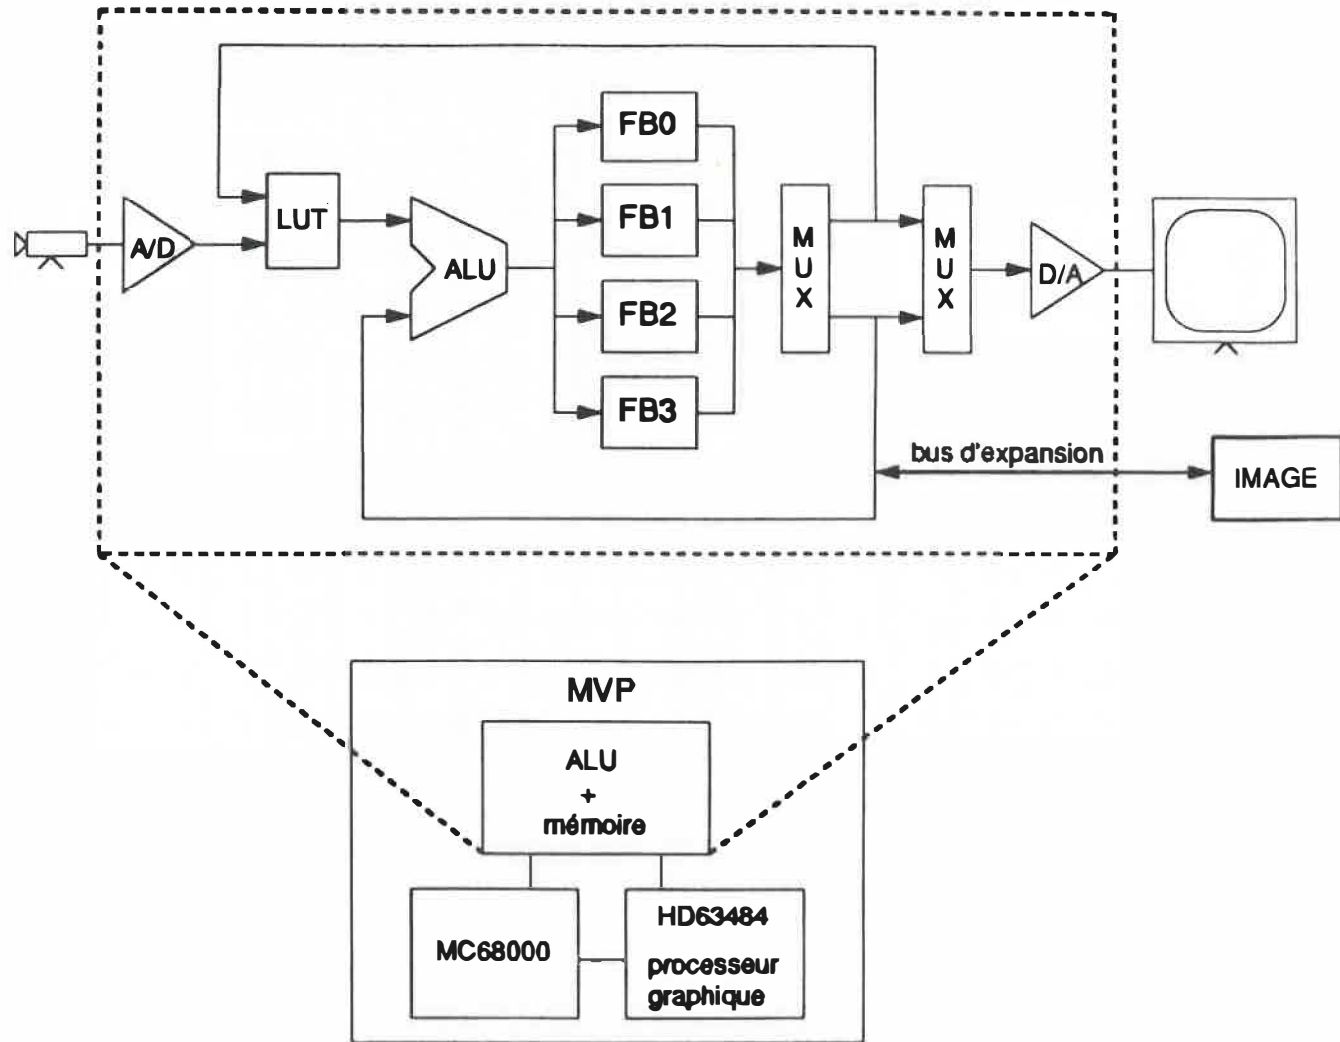 FB0
A/D
LUT
ALU
FB1
FB2
FB3
M
U
X
M
U
X
D/A
bus d'expansion
IMAGE
MVP
ALU
+
mémoire
MC68000
HD63484
processeur
graphique